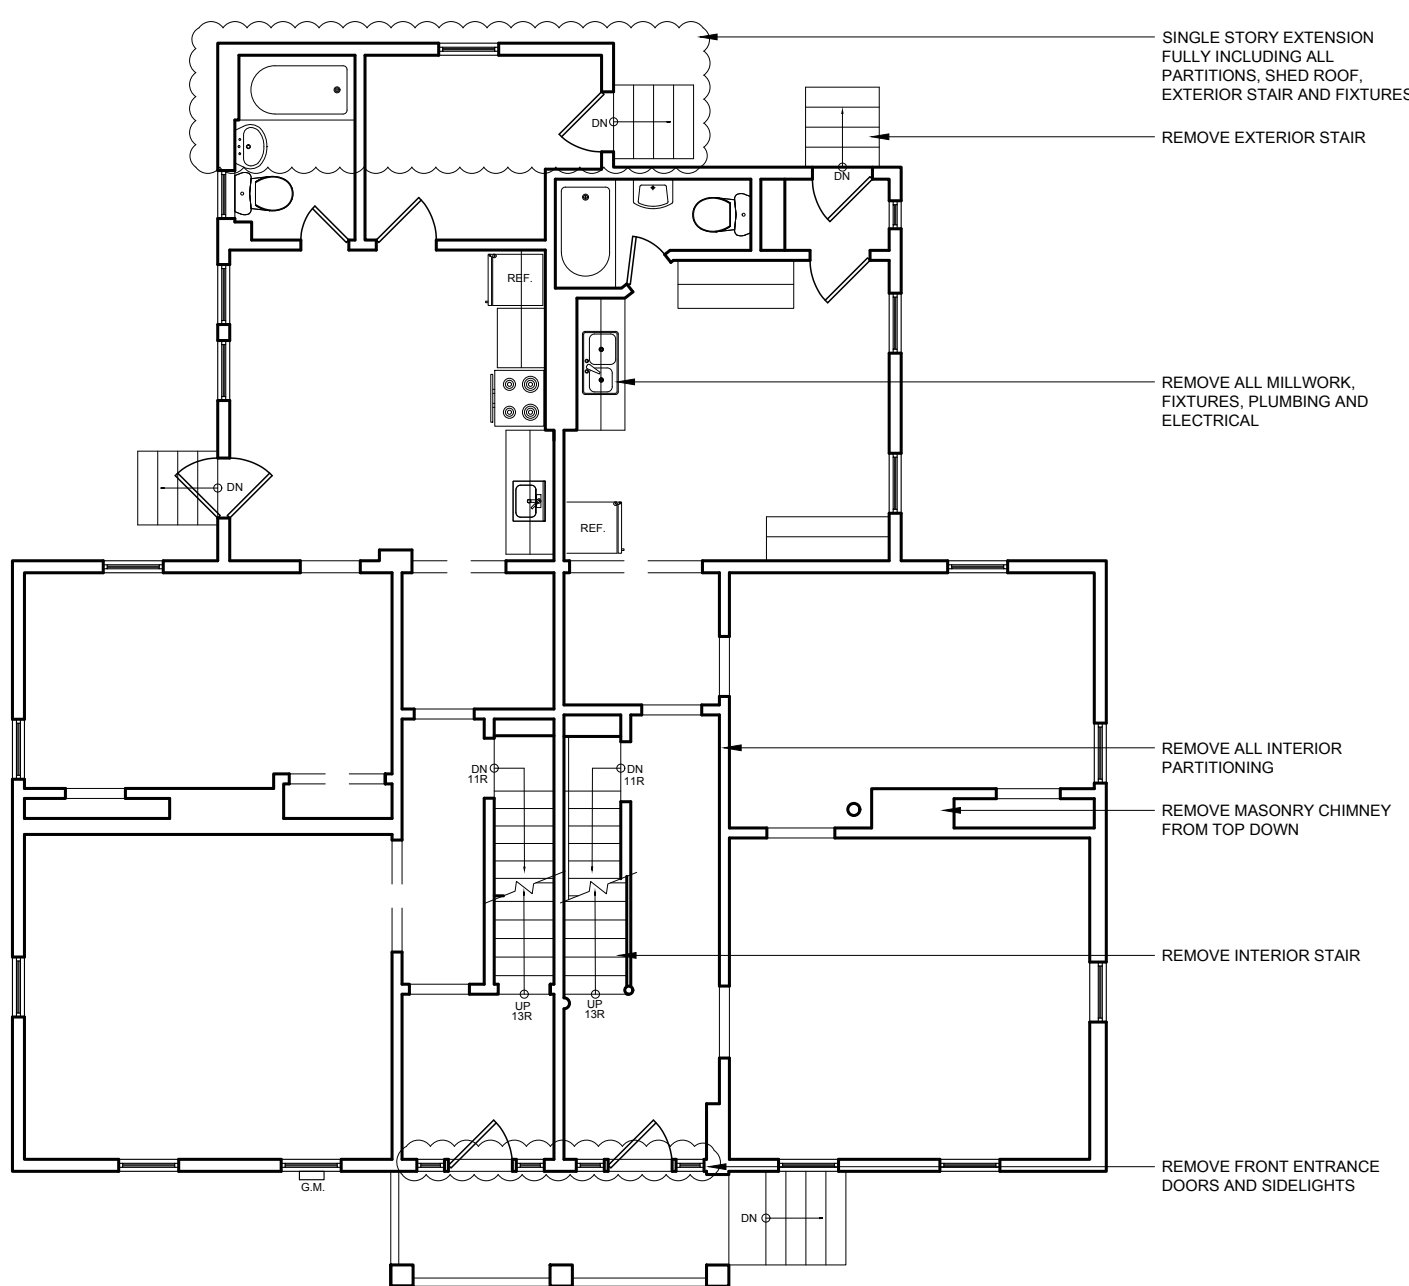 SINGLE STORY EXTENSION
FULLY INCLUDING ALL
PARTITIONS, SHED ROOF,
EXTERIOR STAIR AND FIXTURES
DN
REMOVE EXTERIOR STAIR
DN
REF.
REMOVE ALL MILLWORK,
FIXTURES, PLUMBING AND
ELECTRICAL
DN
REF.
REMOVE ALL INTERIOR
PARTITIONING
DN
11R
DN
11R
REMOVE MASONRY CHIMNEY
FROM TOP DOWN
REMOVE INTERIOR STAIR
UP
13R
UP
13R
REMOVE FRONT ENTRANCE
DOORS AND SIDELIGHTS
G.M.
DN